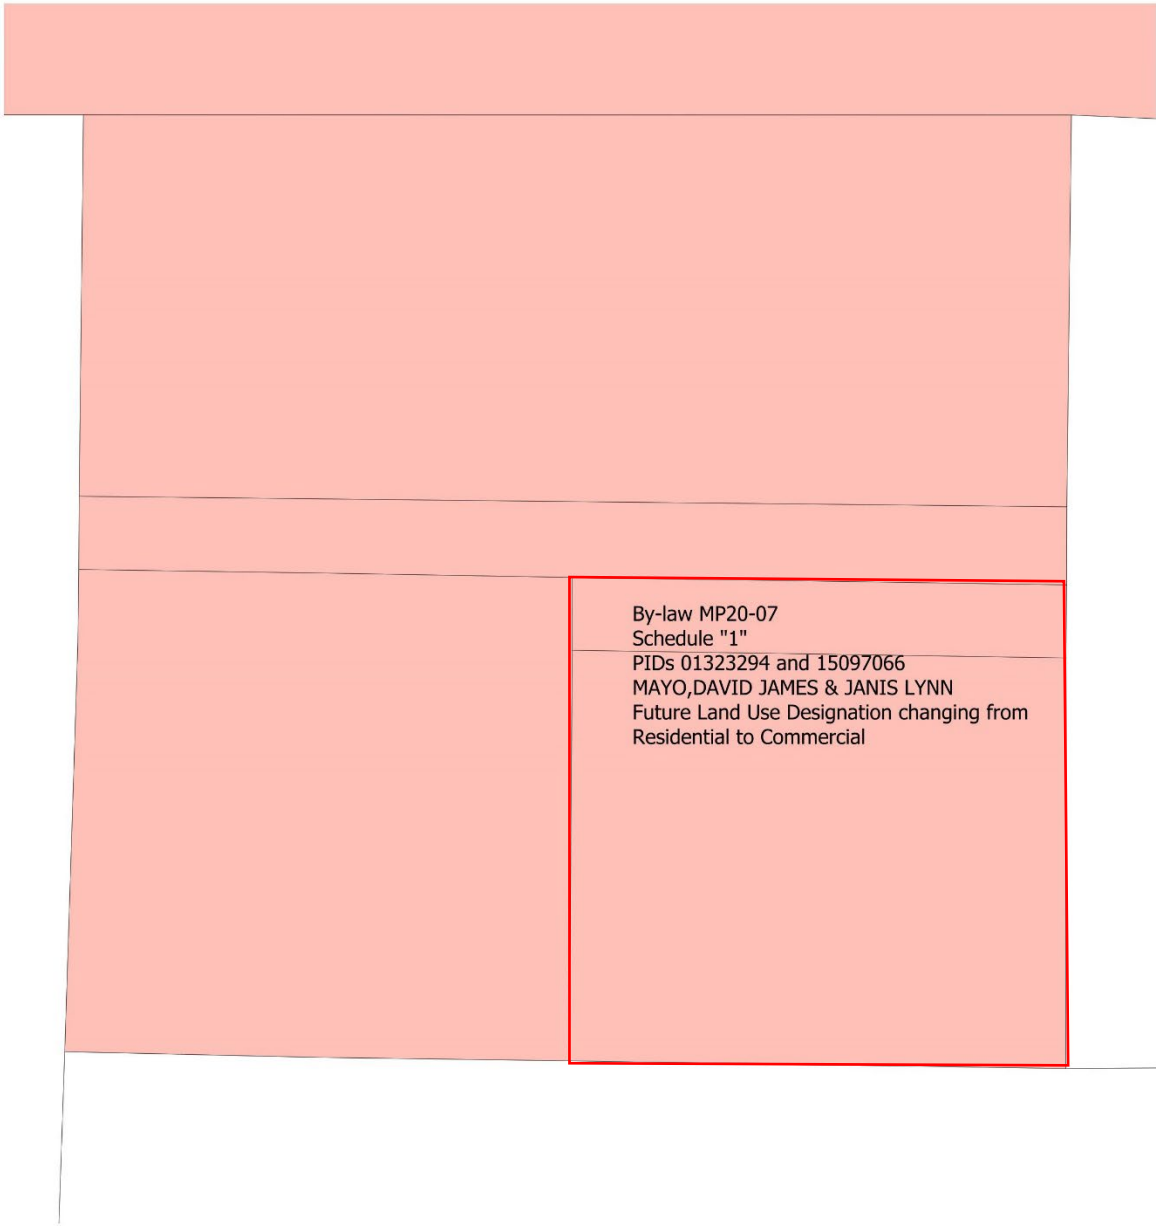 By-law MP20-07
Schedule "1"
PIDs 01323294 and 15097066
MAYO,DAVID JAMES & JANIS LYNN
Future Land Use Designation changing from
Residential to Commercial